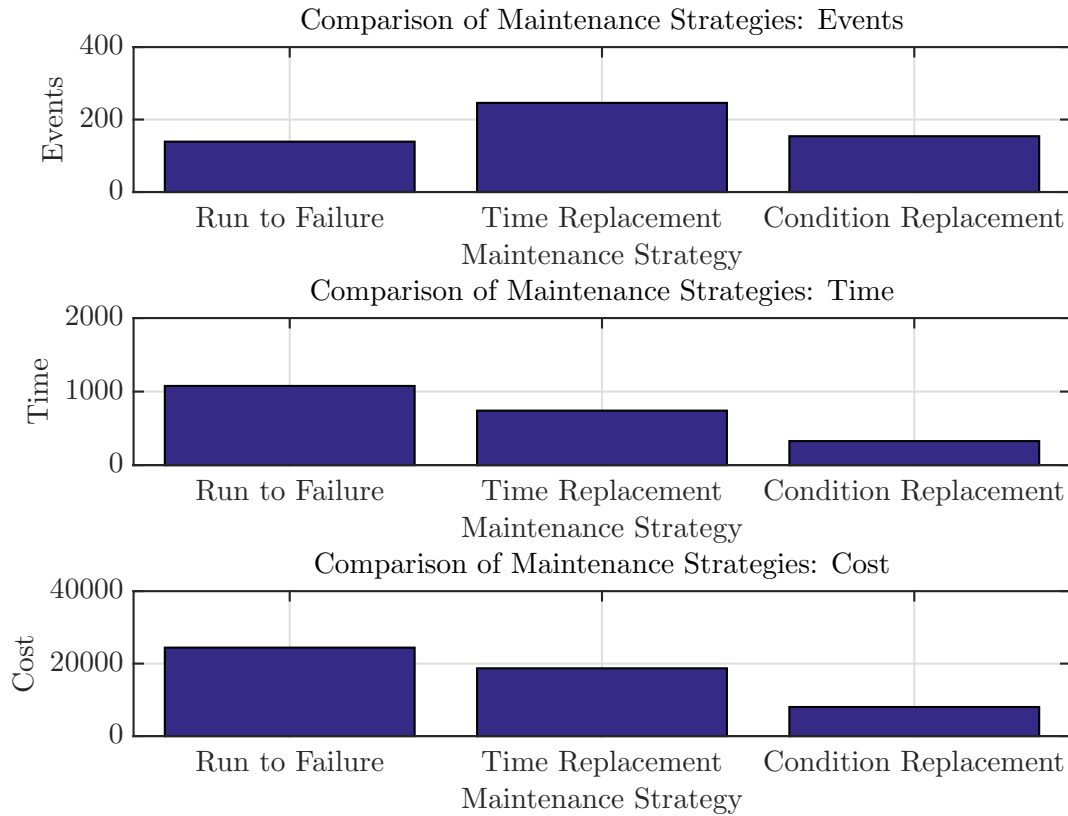 Comparison of Maintenance Strategies: Events
400
200
0
Events
Run to Failure Time Replacement Condition Replacement
Maintenance Strategy
Comparison of Maintenance Strategies: Time
2000
1000
0
Time
Run to Failure Time Replacement Condition Replacement
Maintenance Strategy
Comparison of Maintenance Strategies: Cost
40000
20000
0
Cost
Run to Failure Time Replacement Condition Replacement
Maintenance Strategy